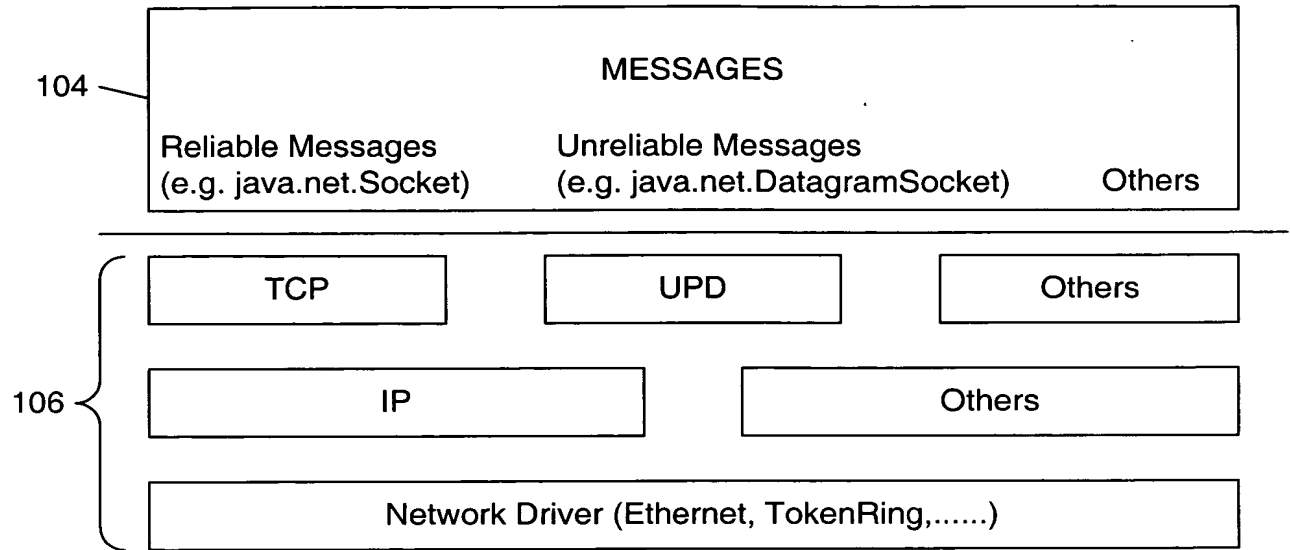 MESSAGES
104
Reliable Messages
(e.g. java.net.Socket)
Unreliable Messages
(e.g. java.net.DatagramSocket)
Others
TCP
UPD
Others
106
IP
Others
Network Driver (Ethernet, TokenRing,......)